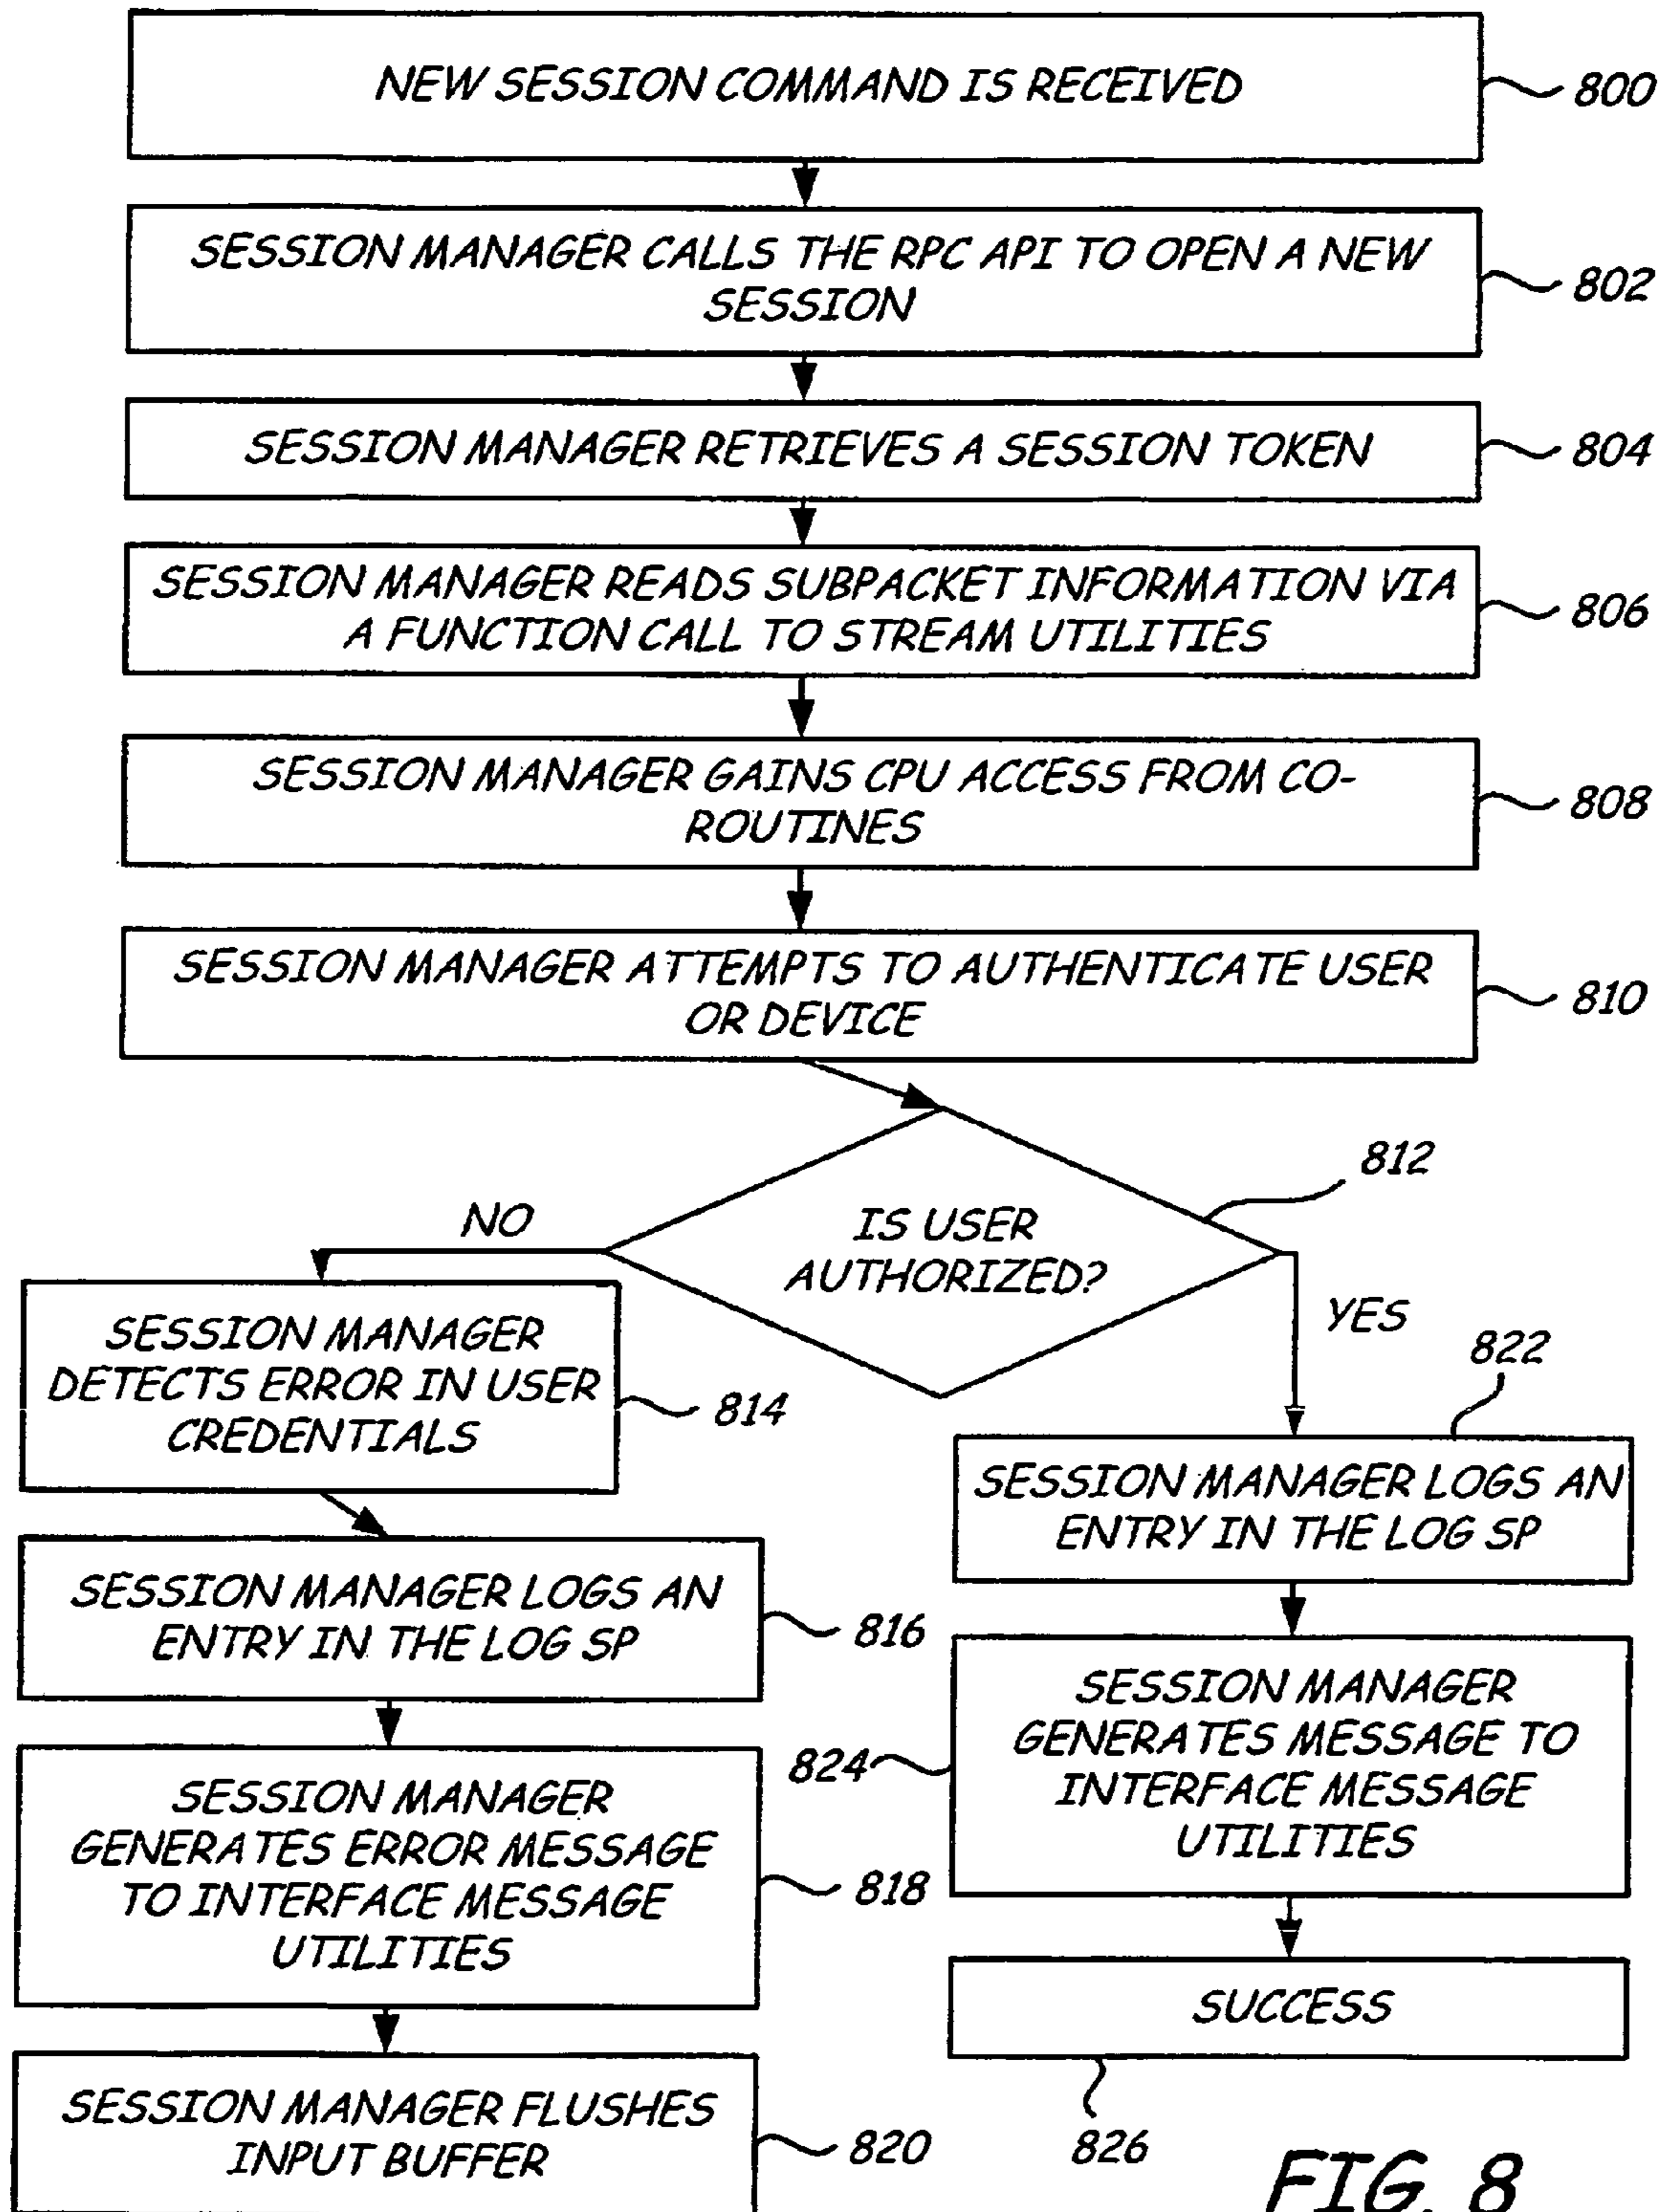 NEW SESSION COMMAND IS RECEIVED
800
SESSION MANAGER CALLS THE RPC API TO OPEN A NEW
SESSION
802
SESSION MANAGER RETRIEVES A SESSION TOKEN
804
SESSION MANAGER READS SUBPACKET INFORMATION VIA
A FUNCTION CALL TO STREAM UTILITIES
806
SESSION MANAGER GAINS CPU ACCESS FROM CO-
ROUTINES
808
SESSION MANAGER ATTEMPTS TO AUTHENTICATE USER
OR DEVICE
810
812
IS USER
AUTHORIZED?
NO
YES
SESSION MANAGER
DETECTS ERROR IN USER
CREDENTIALS
814
SESSION MANAGER LOGS AN
ENTRY IN THE LOG SP
816
SESSION MANAGER
GENERATES ERROR MESSAGE
TO INTERFACE MESSAGE
UTILITIES
818
SESSION MANAGER FLUSHES
INPUT BUFFER
820
822
SESSION MANAGER LOGS AN
ENTRY IN THE LOG SP
SESSION MANAGER
GENERATES MESSAGE TO
INTERFACE MESSAGE
UTILITIES
824
SUCCESS
826
FIG. 8